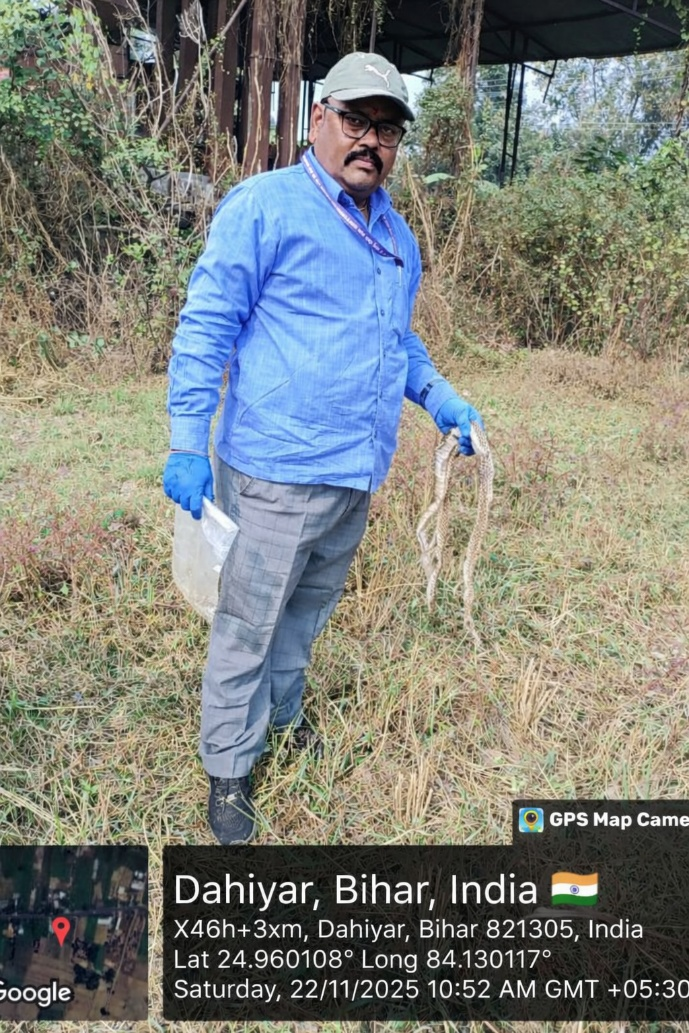 GPS Map Came
Dahiyar, Bihar, India
X46h+3xm, Dahiyar, Bihar 821305, India
Lat 24.960108° Long 84.130117°
Saturday, 22/11/2025 10:52 AM GMT +05:30
Google